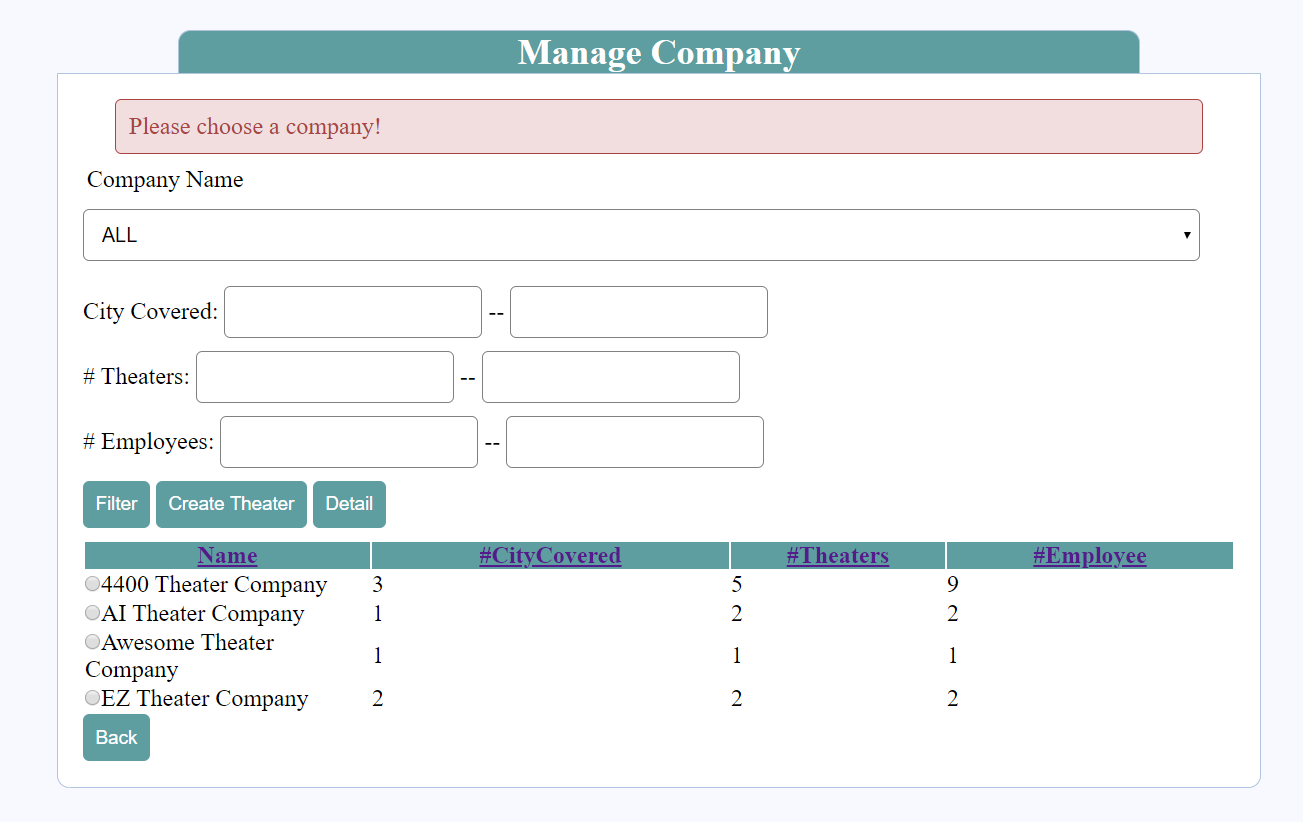 Manage Company
Please choose a company!
Company Name
ALL
City Covered: --
# Theaters: --
# Employees: --
Filter Create Theater Detail
Name #CityCovered #Theaters #Employee
4400 Theater Company 3 5 9
AI Theater Company 1 2 2
Awesome Theater
Company 1 1 1
EZ Theater Company 2 2 2
Back